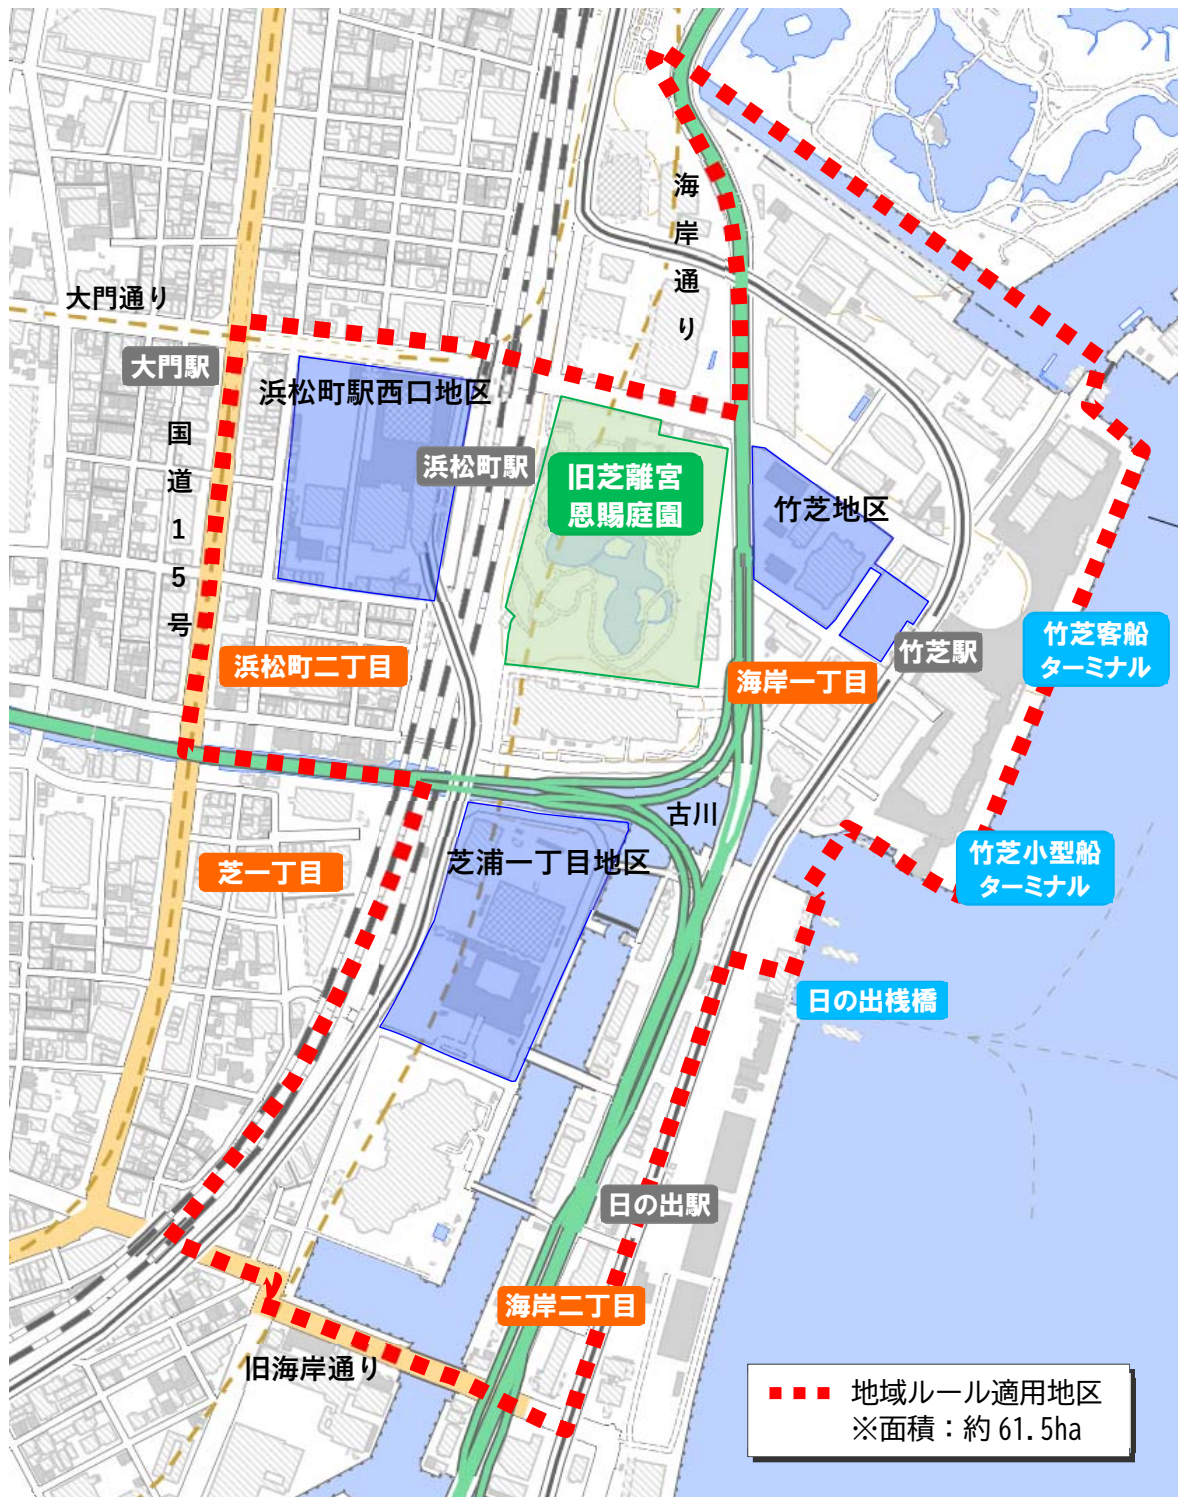 海岸通り
大門通り
大門駅
浜松町駅西口地区
国道15号
浜松町駅
旧芝離宮
恩賜庭園
竹芝地区
竹芝客船
ターミナル
竹芝駅
浜松町二丁目
海岸一丁目
古川
芝浦一丁目地区
芝一丁目
竹芝小型船
ターミナル
日の出桟橋
日の出駅
海岸二丁目
旧海岸通り
地域ルール適用地区
※面積：約61.5ha